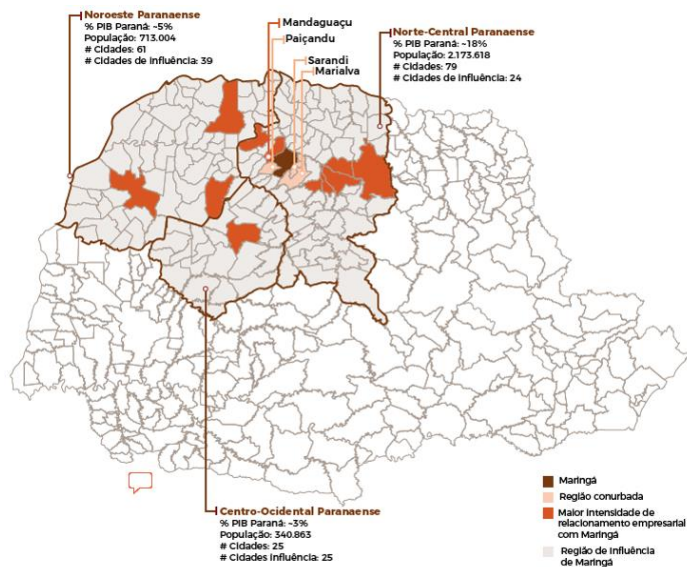 Noroeste Paranaense
% PIB Paraná: ~5%
População: 713.004
# Cidades: 61
# Cidades de Influência: 39
Mandaguaçu
Paiçandu
Sarandi
Marialva
Norte-Central Paranaense
% PIB Paraná: ~18%
População: 2.173.618
# Cidades: 79
# Cidades de Influência: 24
Centro-Ocidental Paranaense
% PIB Paraná: ~3%
População: 340.863
# Cidades: 25
# Cidades Influência: 25
Maringá
Região conurbada
Maior intensidade de
relacionamento empresarial
com Maringá
Região de Influência
de Maringá